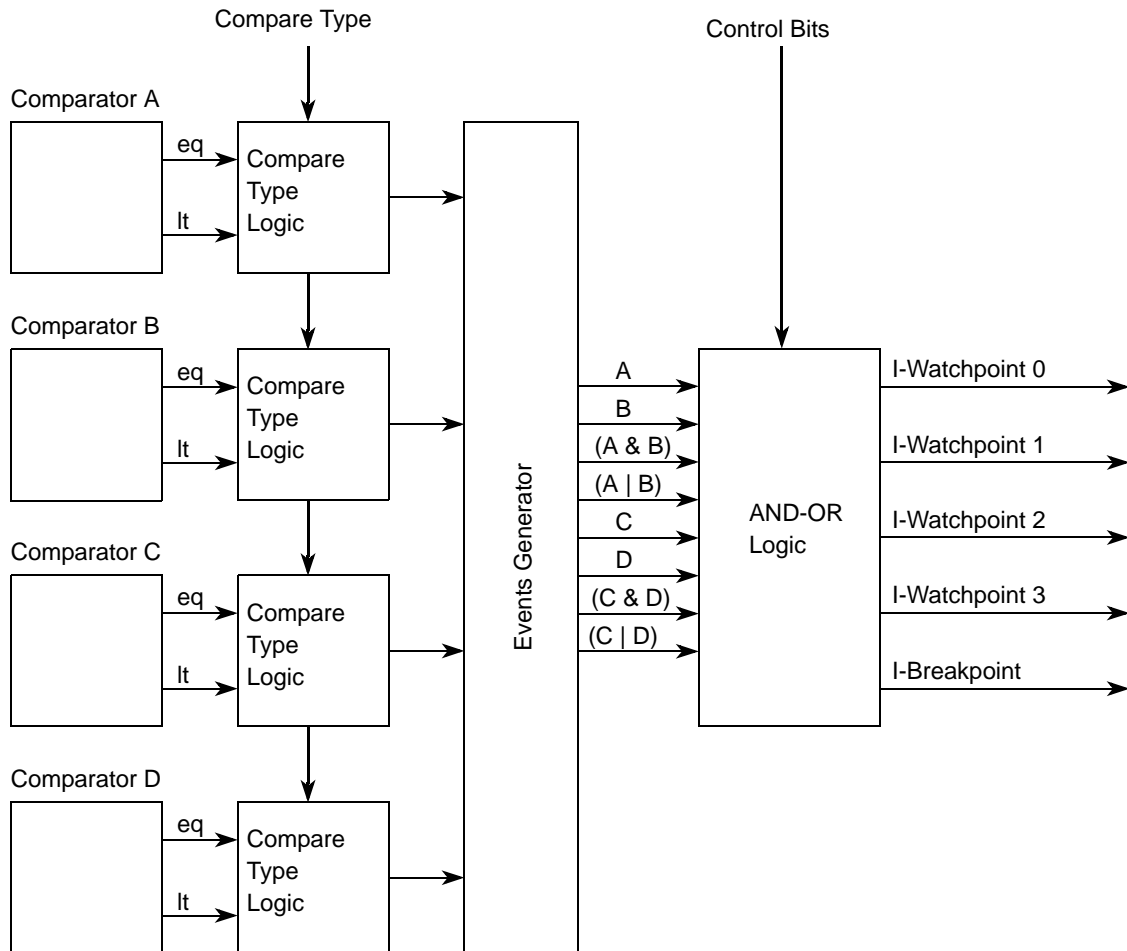 Compare Type
Control Bits
Comparator A
eq
lt
Compare
Type
Logic
Comparator B
eq
lt
Compare
Type
Logic
Comparator C
eq
lt
Compare
Type
Logic
Comparator D
eq
lt
Compare
Type
Logic
Events Generator
A
B
(A & B)
(A | B)
C
D
(C & D)
(C | D)
AND-OR
Logic
I-Watchpoint 0
I-Watchpoint 1
I-Watchpoint 2
I-Watchpoint 3
I-Breakpoint